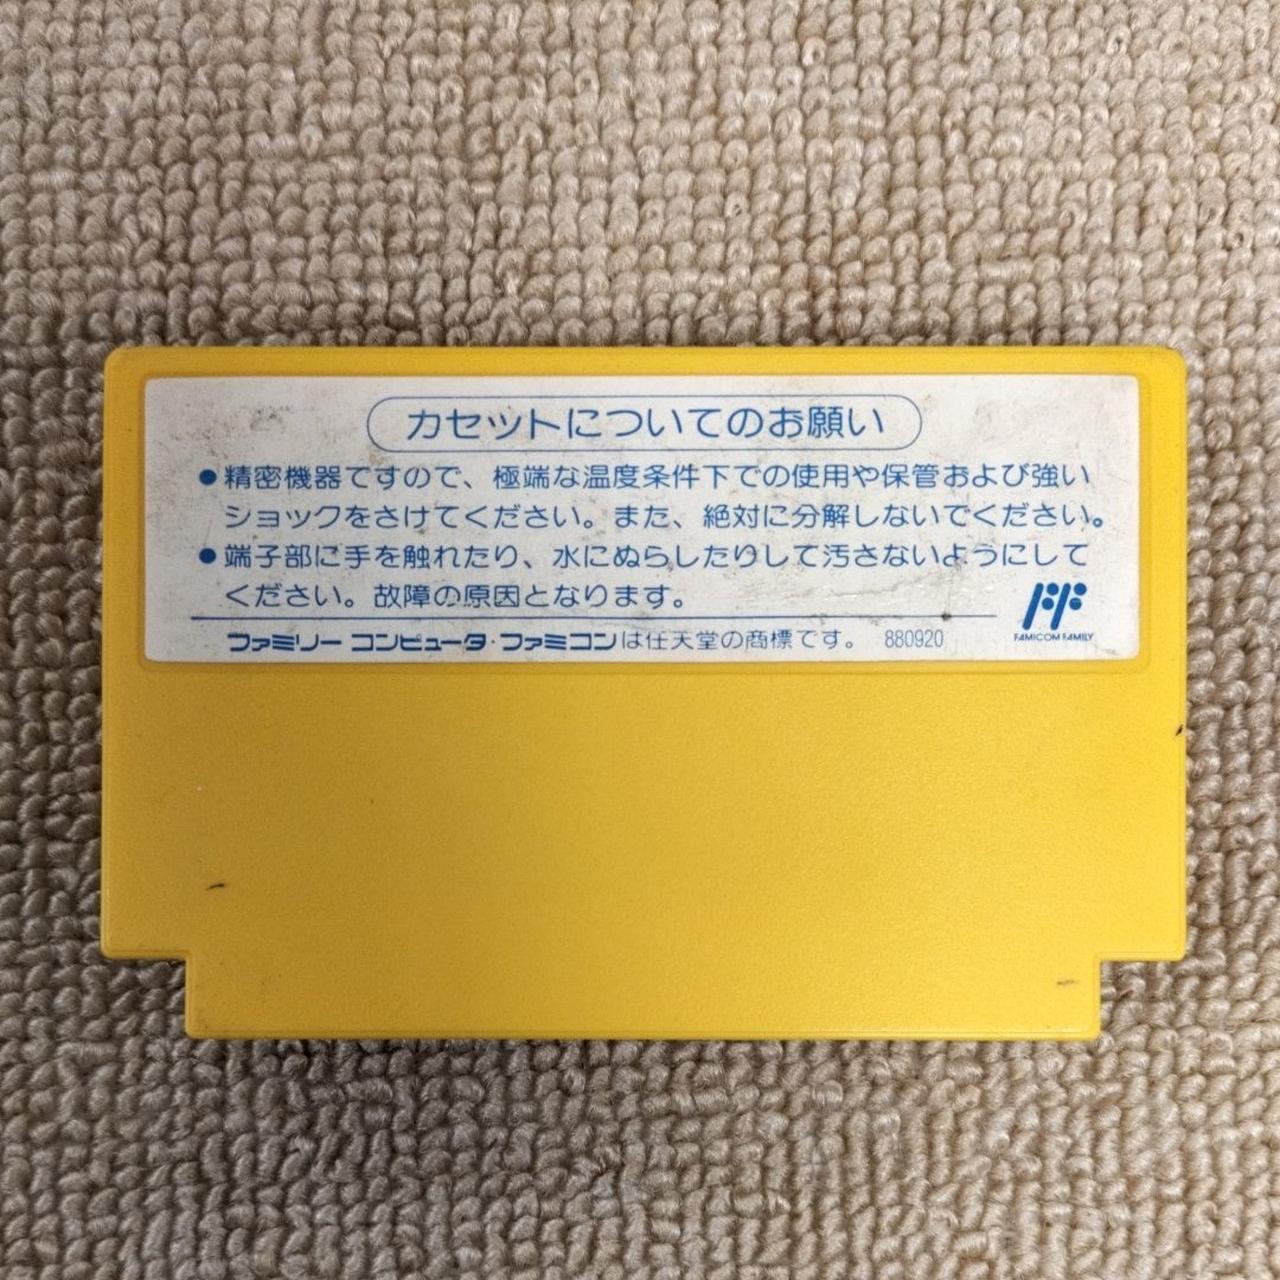 カセットについてのお願い
●精密機器ですので、極端な温度条件下での使用や保管および強い
ショックをさけてください。また、絶対に分解しないでください。
●端子部に手を触れたり、水にぬらしたりして汚さないようにして
ください。故障の原因となります。
ファミリーコンピュータ・ファミコンは任天堂の商標です。 880920
FF
FAMICOM FAMILY